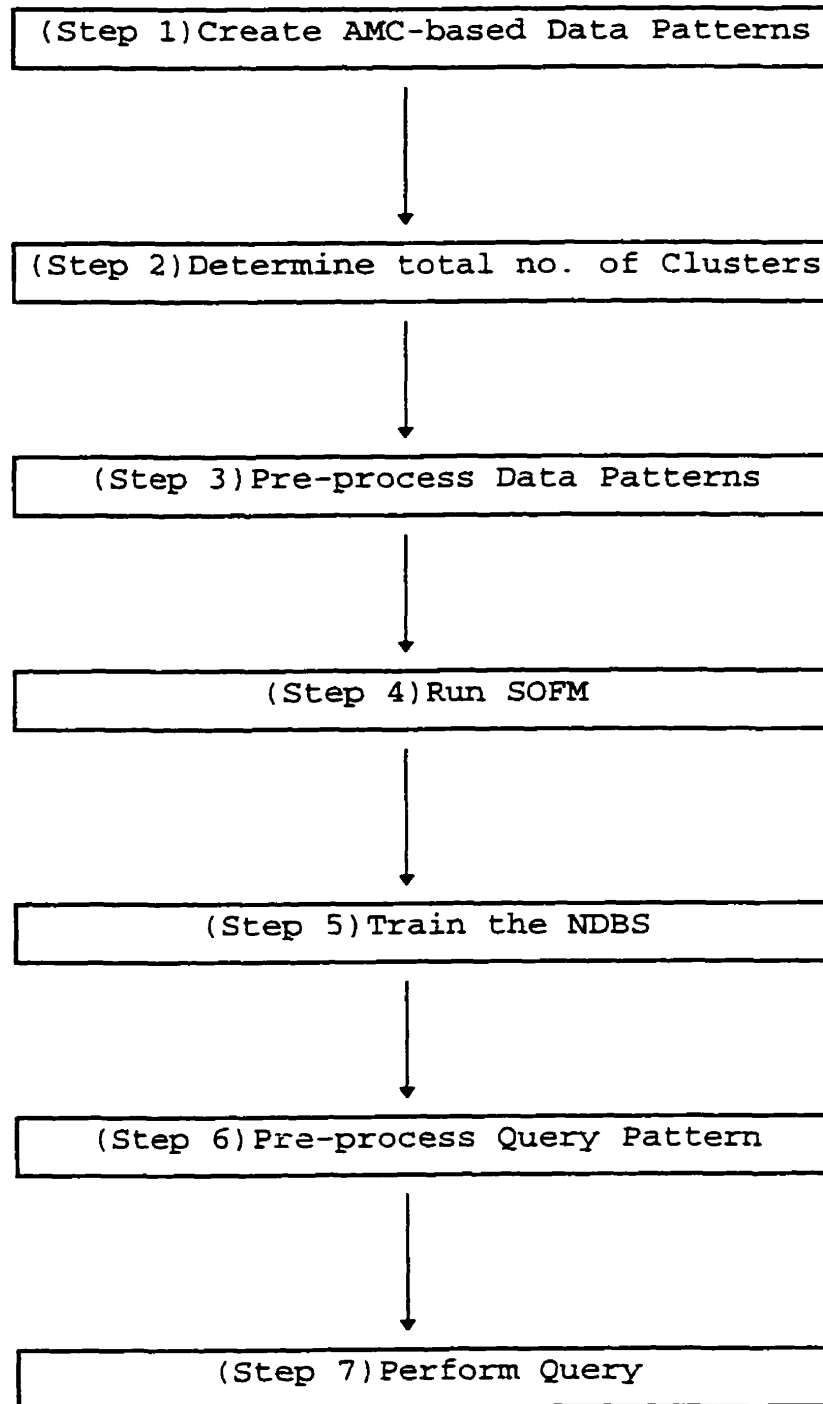 (Step 1)Create AMC-based Data Patterns
(Step 2)Determine total no. of Clusters
(Step 3)Pre-process Data Patterns
(Step 4)Run SOFM
(Step 5)Train the NDBS
(Step 6)Pre-process Query Pattern
(Step 7)Perform Query